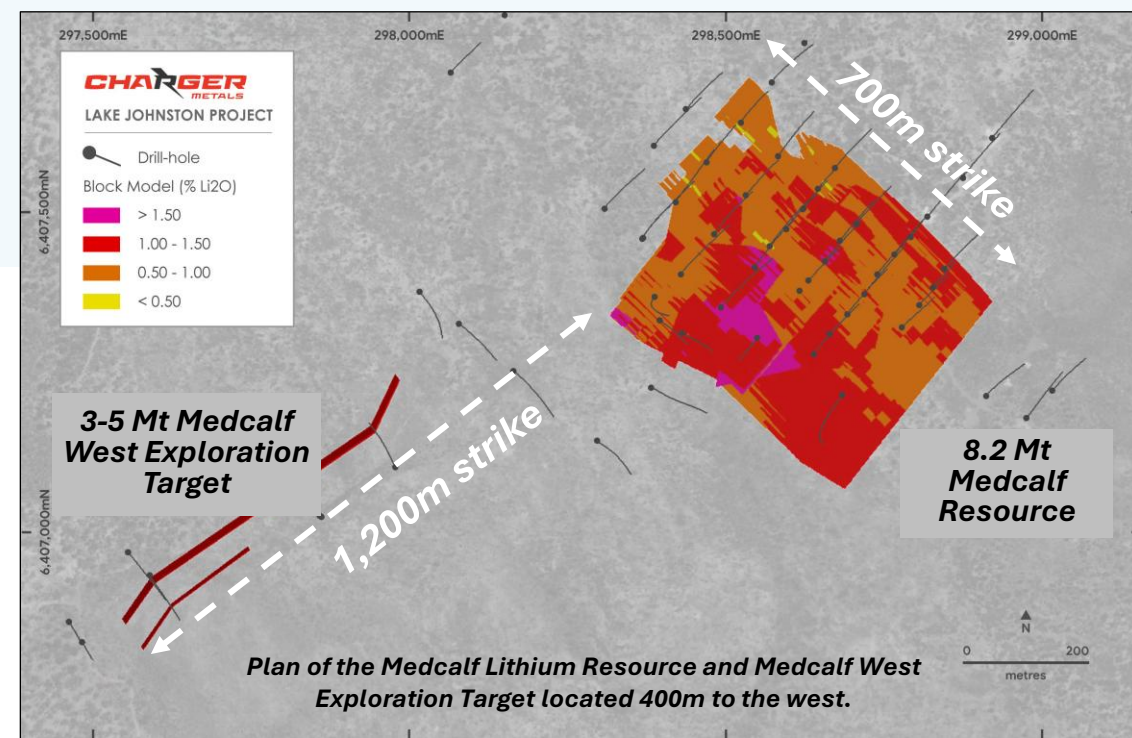 297,500mE
298,000mE
298,500mE
299,000mE
CHARGER
METALS
LAKE JOHNSTON PROJECT
Drill-hole
Block Model (% Li2O)
> 1.50
1.00 - 1.50
0.50 - 1.00
< 0.50
6,407,500mN
6,407,000mN
700m strike
1,200m strike
3-5 Mt Medcalf
West Exploration
Target
8.2 Mt
Medcalf
Resource
N
0 200
metres
Plan of the Medcalf Lithium Resource and Medcalf West
Exploration Target located 400m to the west.